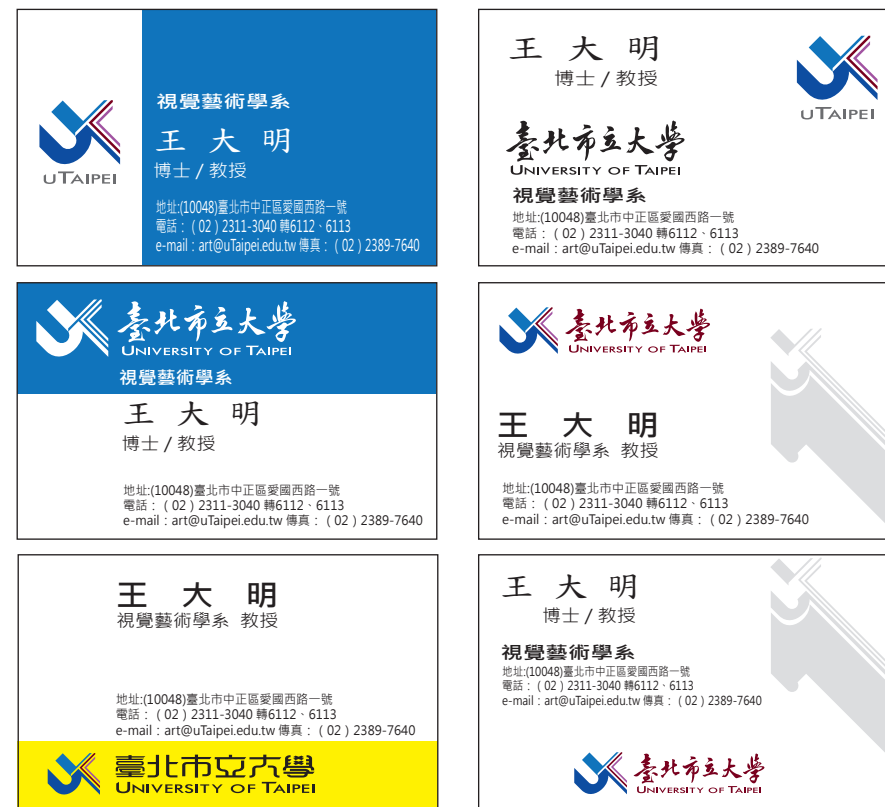 uTAIPEI
視覺藝術學系
王 大 明
博士 / 教授
地址:(10048)臺北市中正區愛國西路一號
電話：( 02 ) 2311-3040 轉6112、6113
e-mail：art@uTaipei.edu.tw 傳真：( 02 ) 2389-7640
王 大 明
博士 / 教授
uTAIPEI
臺北市立大學
UNIVERSITY OF TAIPEI
視覺藝術學系
地址:(10048)臺北市中正區愛國西路一號
電話：( 02 ) 2311-3040 轉6112、6113
e-mail：art@uTaipei.edu.tw 傳真：( 02 ) 2389-7640
臺北市立大學
UNIVERSITY OF TAIPEI
視覺藝術學系
王 大 明
博士 / 教授
地址:(10048)臺北市中正區愛國西路一號
電話：( 02 ) 2311-3040 轉6112、6113
e-mail：art@uTaipei.edu.tw 傳真：( 02 ) 2389-7640
臺北市立大學
UNIVERSITY OF TAIPEI
王 大 明
視覺藝術學系 教授
地址:(10048)臺北市中正區愛國西路一號
電話：( 02 ) 2311-3040 轉6112、6113
e-mail：art@uTaipei.edu.tw 傳真：( 02 ) 2389-7640
王 大 明
視覺藝術學系 教授
地址:(10048)臺北市中正區愛國西路一號
電話：( 02 ) 2311-3040 轉6112、6113
e-mail：art@uTaipei.edu.tw 傳真：( 02 ) 2389-7640
臺北市立大學
UNIVERSITY OF TAIPEI
王 大 明
博士 / 教授
視覺藝術學系
地址:(10048)臺北市中正區愛國西路一號
電話：( 02 ) 2311-3040 轉6112、6113
e-mail：art@uTaipei.edu.tw 傳真：( 02 ) 2389-7640
臺北市立大學
UNIVERSITY OF TAIPEI